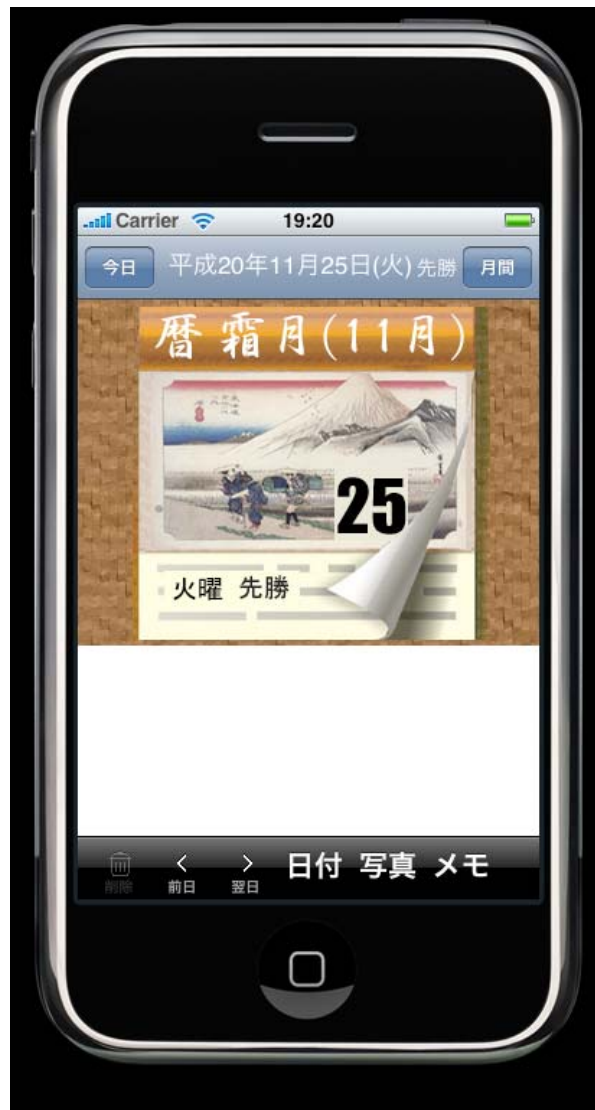 Carrier 19:20
今日 平成20年11月25日(火) 先勝 月間
暦 霜月(11月)
25
火曜 先勝
削除 前日 翌日 日付 写真 メモ